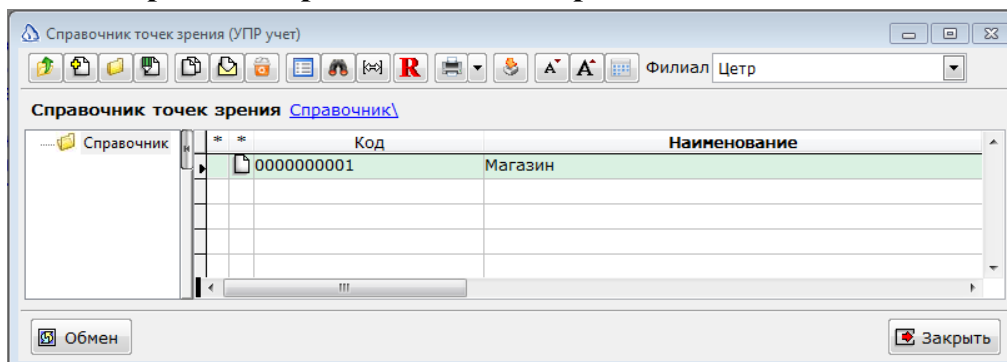 Справочник точек зрения (УПР учет)
R A A Филиал Цетр
Справочник точек зрения Справочник\
Справочник * * Код Наименование
0000000001 Магазин
Обмен Закрыть